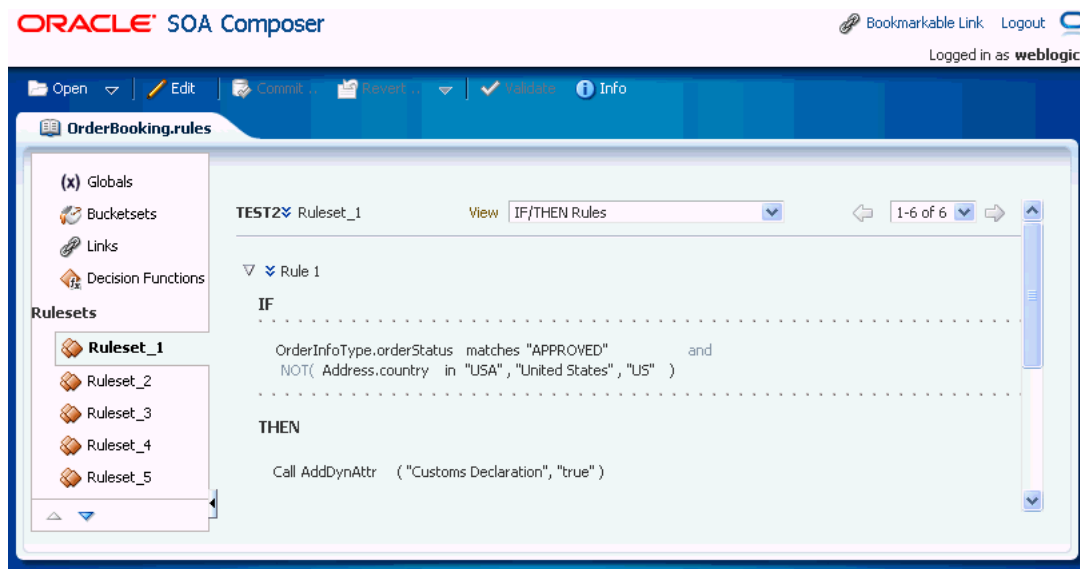 ORACLE® SOA Composer
Bookmarkable Link Logout
Logged in as weblogic
Open Edit Commit .. Revert .. Validate Info
OrderBooking.rules
(x) Globals
Bucketsets
Links
Decision Functions
Rulesets
Ruleset_1
Ruleset_2
Ruleset_3
Ruleset_4
Ruleset_5
TEST2 Ruleset_1 View IF/THEN Rules 1-6 of 6
Rule 1
IF
OrderInfoType.orderStatus matches "APPROVED" and
NOT( Address.country in "USA" , "United States" , "US" )
THEN
Call AddDynAttr ( "Customs Declaration", "true" )